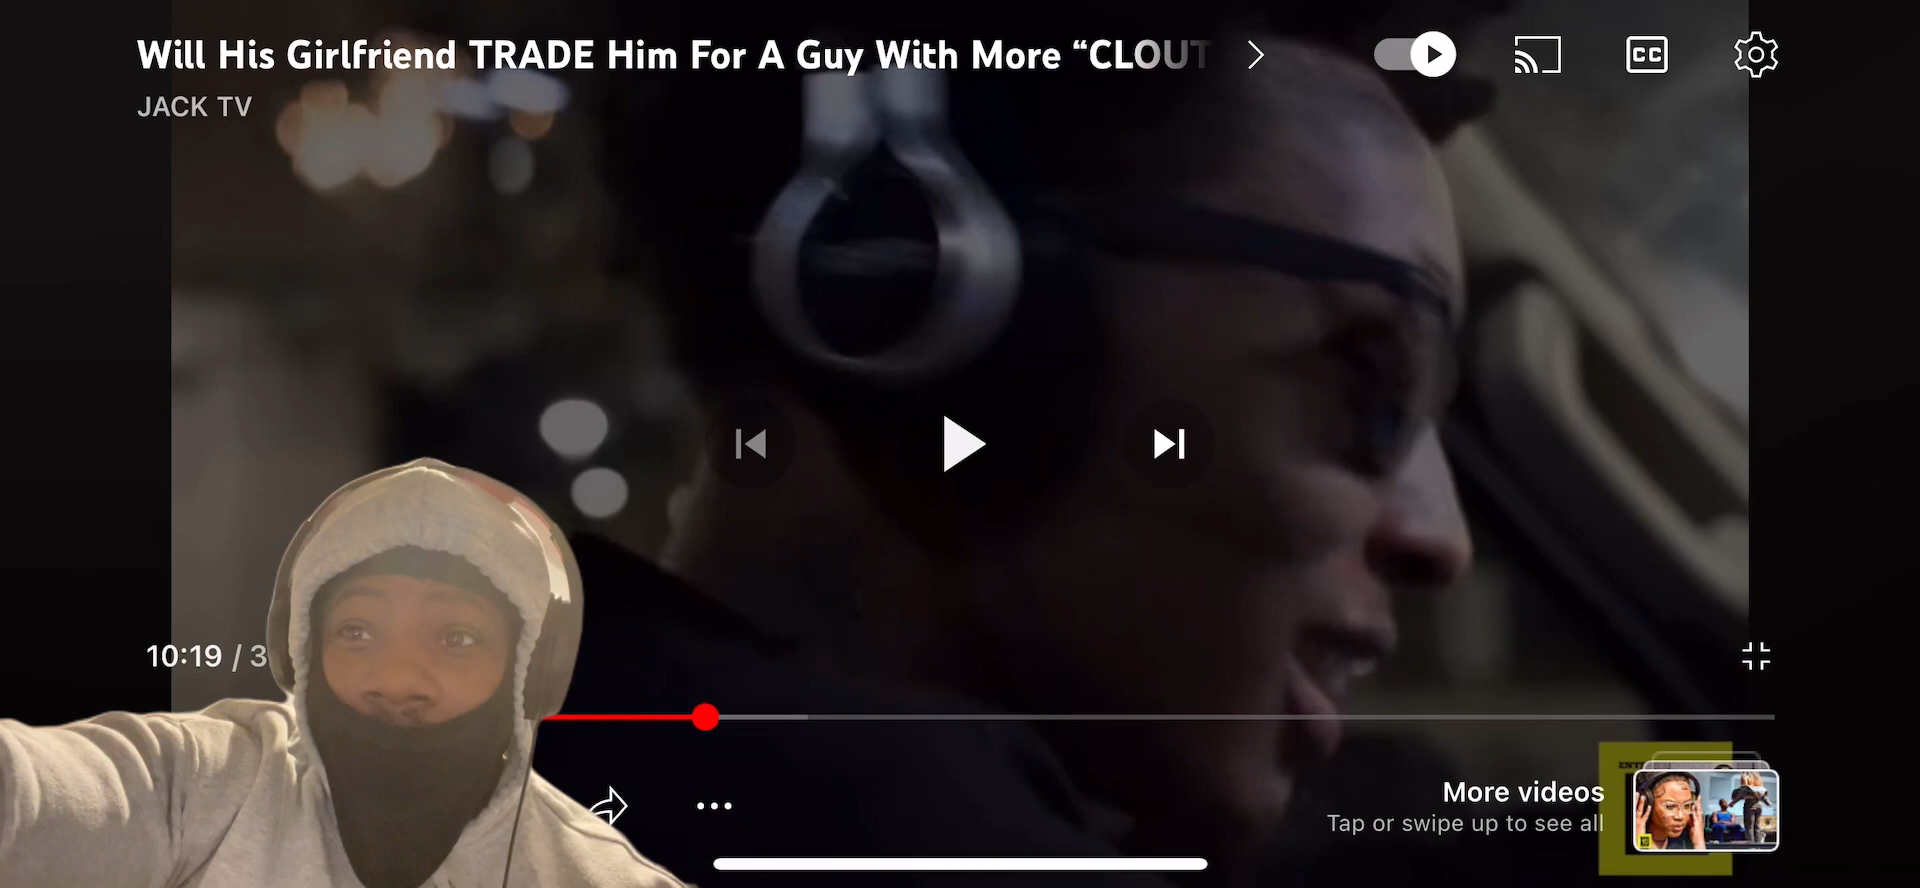 Will His Girlfriend TRADE Him For A Guy With More “CLOUT
JACK TV
CC
10:19 / 3
More videos
Tap or swipe up to see all